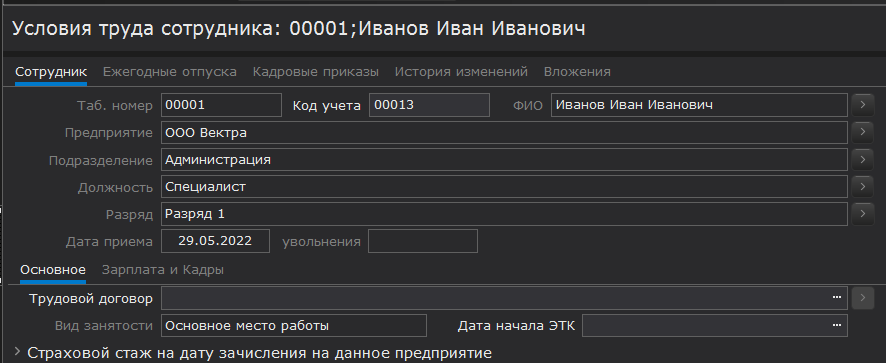 Условия труда сотрудника: 00001;Иванов Иван Иванович
Сотрудник Ежегодные отпуска Кадровые приказы История изменений Вложения
Таб. номер 00001 Код учета 00013 ФИО Иванов Иван Иванович
Предприятие ООО Вектра
Подразделение Администрация
Должность Специалист
Разряд Разряд 1
Дата приема 29.05.2022 увольнения
Основное Зарплата и Кадры
Трудовой договор ...
Вид занятости Основное место работы Дата начала ЭТК ...
Страховой стаж на дату зачисления на данное предприятие